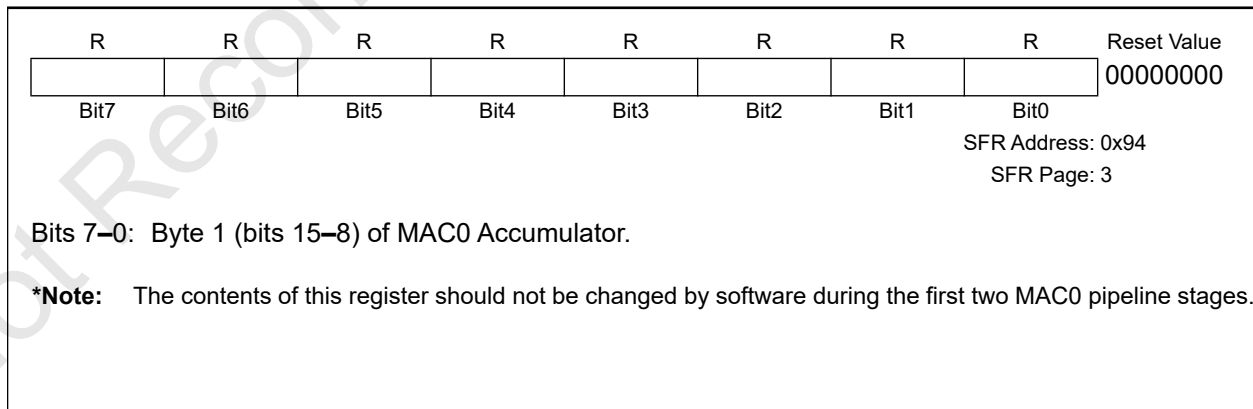 R R R R R R R R Reset Value
00000000
Bit7 Bit6 Bit5 Bit4 Bit3 Bit2 Bit1 Bit0
SFR Address: 0x94
SFR Page: 3
Bits 7–0: Byte 1 (bits 15–8) of MAC0 Accumulator.
*Note: The contents of this register should not be changed by software during the first two MAC0 pipeline stages.